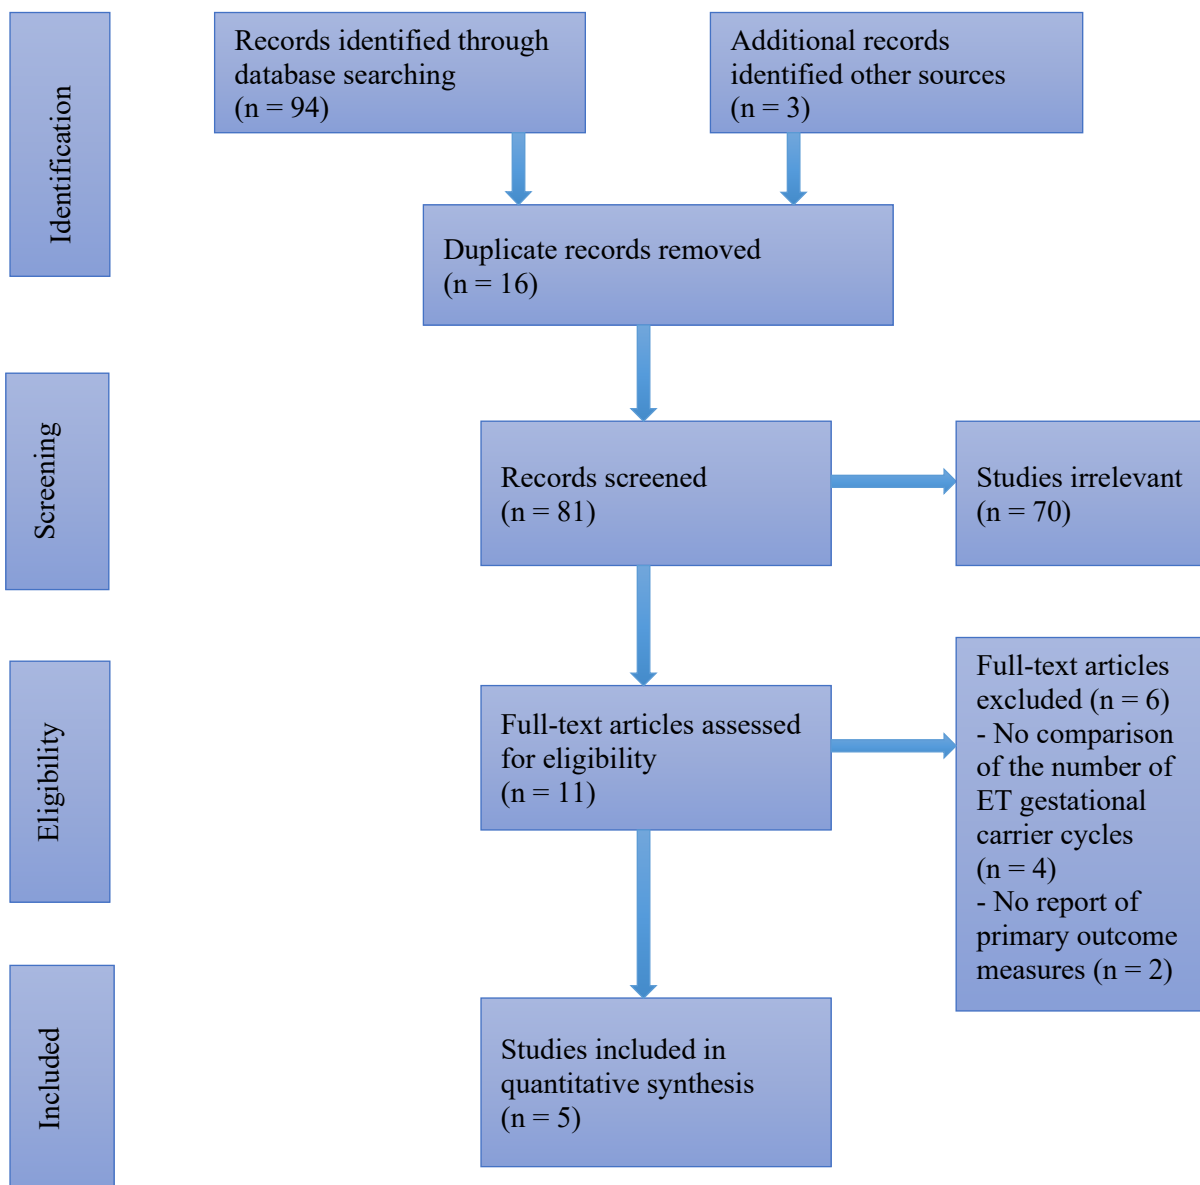 Identification
Records identified through
database searching
(n = 94)
Additional records
identified other sources
(n = 3)
Duplicate records removed
(n = 16)
Screening
Records screened
(n = 81)
Studies irrelevant
(n = 70)
Eligibility
Full-text articles assessed
for eligibility
(n = 11)
Full-text articles
excluded (n = 6)
- No comparison
of the number of
ET gestational
carrier cycles
(n = 4)
- No report of
primary outcome
measures (n = 2)
Included
Studies included in
quantitative synthesis
(n = 5)